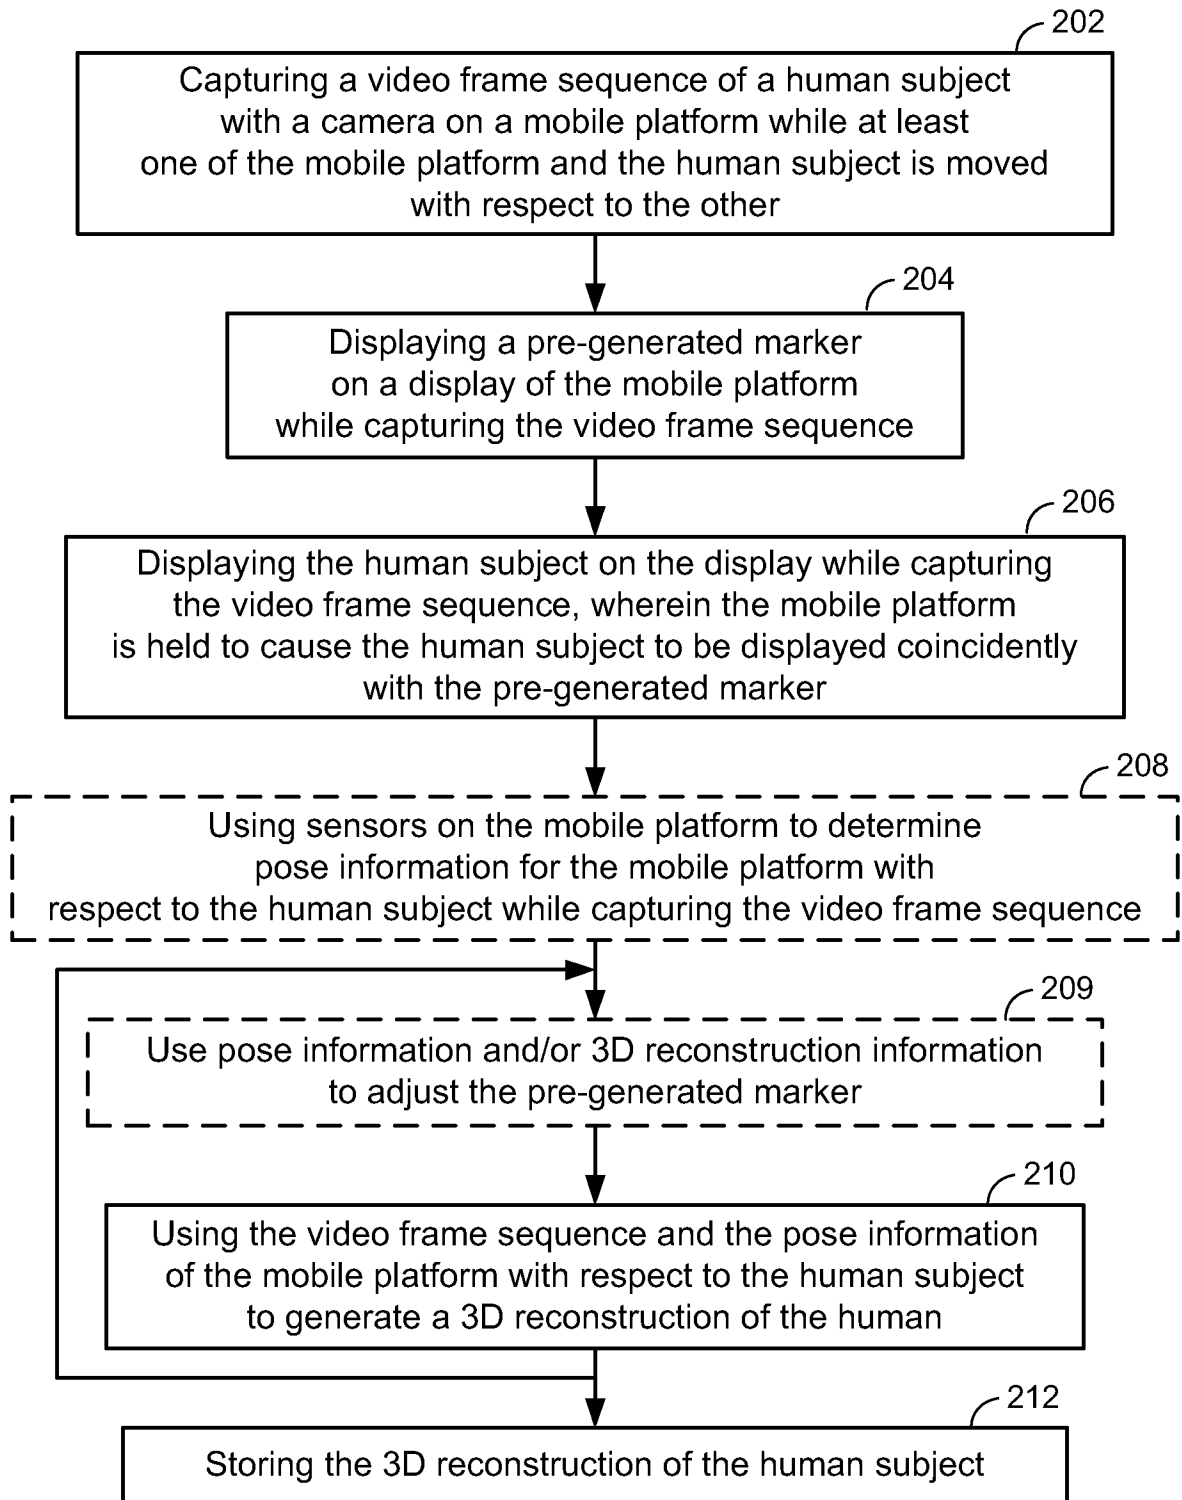 202
Capturing a video frame sequence of a human subject
with a camera on a mobile platform while at least
one of the mobile platform and the human subject is moved
with respect to the other
204
Displaying a pre-generated marker
on a display of the mobile platform
while capturing the video frame sequence
206
Displaying the human subject on the display while capturing
the video frame sequence, wherein the mobile platform
is held to cause the human subject to be displayed coincidently
with the pre-generated marker
208
Using sensors on the mobile platform to determine
pose information for the mobile platform with
respect to the human subject while capturing the video frame sequence
209
Use pose information and/or 3D reconstruction information
to adjust the pre-generated marker
210
Using the video frame sequence and the pose information
of the mobile platform with respect to the human subject
to generate a 3D reconstruction of the human
212
Storing the 3D reconstruction of the human subject